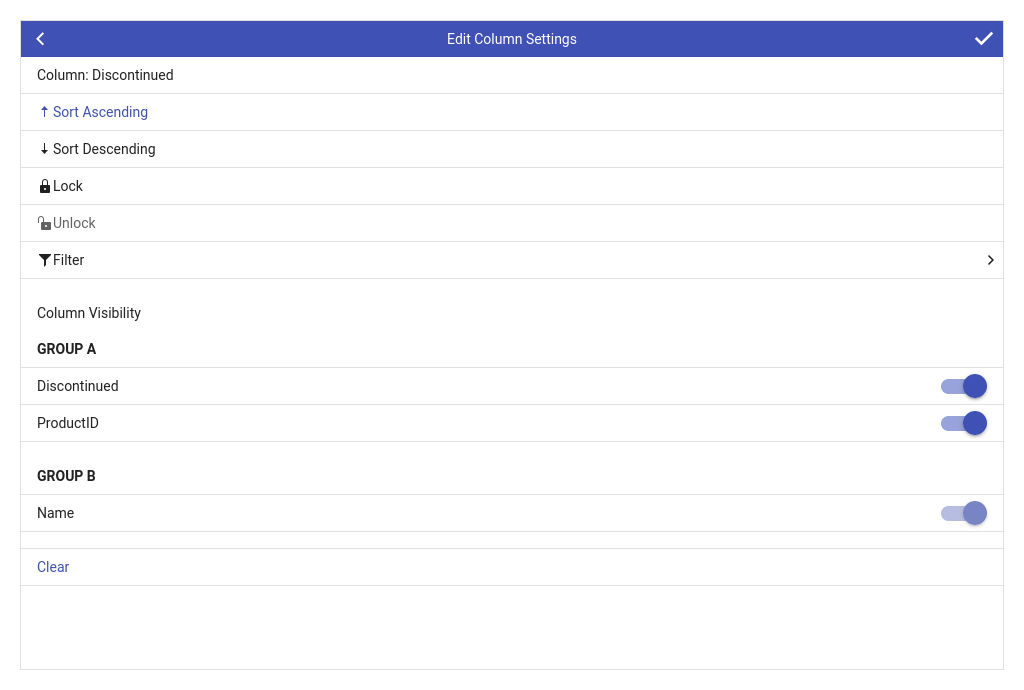 Edit Column Settings
Column: Discontinued
Sort Ascending
Sort Descending
Lock
Unlock
Filter
Column Visibility
GROUP A
Discontinued
ProductID
GROUP B
Name
Clear